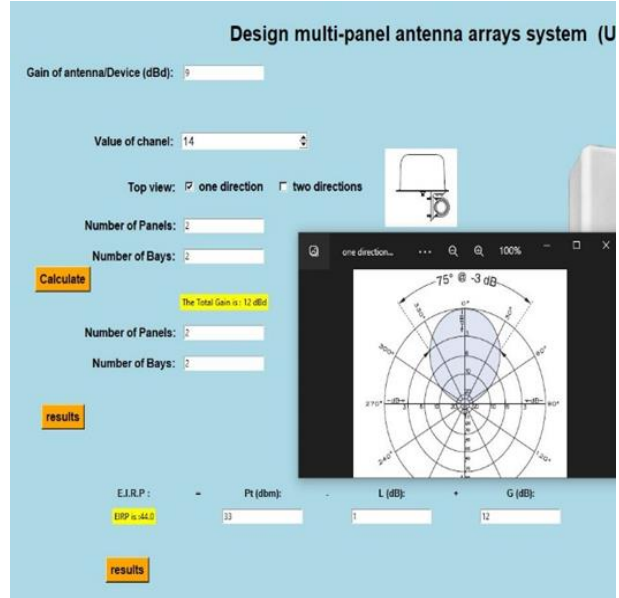 Design multi-panel antenna arrays system (U
Gain of antenna/Device (dBd): 9
Value of chanel: 14
Top view: one direction two directions
Number of Panels: 2
Number of Bays: 2
Calculate
The Total Gain is : 12 dBd
Number of Panels: 2
Number of Bays: 2
results
one direction... ... 100%
75° @ -3 dB
0°
330° 30°
300° 60°
270° -dB- -dB- 90°
240° 120°
E.I.R.P : = Pt (dbm): - L (dB): + G (dB):
EIRP is :44.0 33 1 12
results